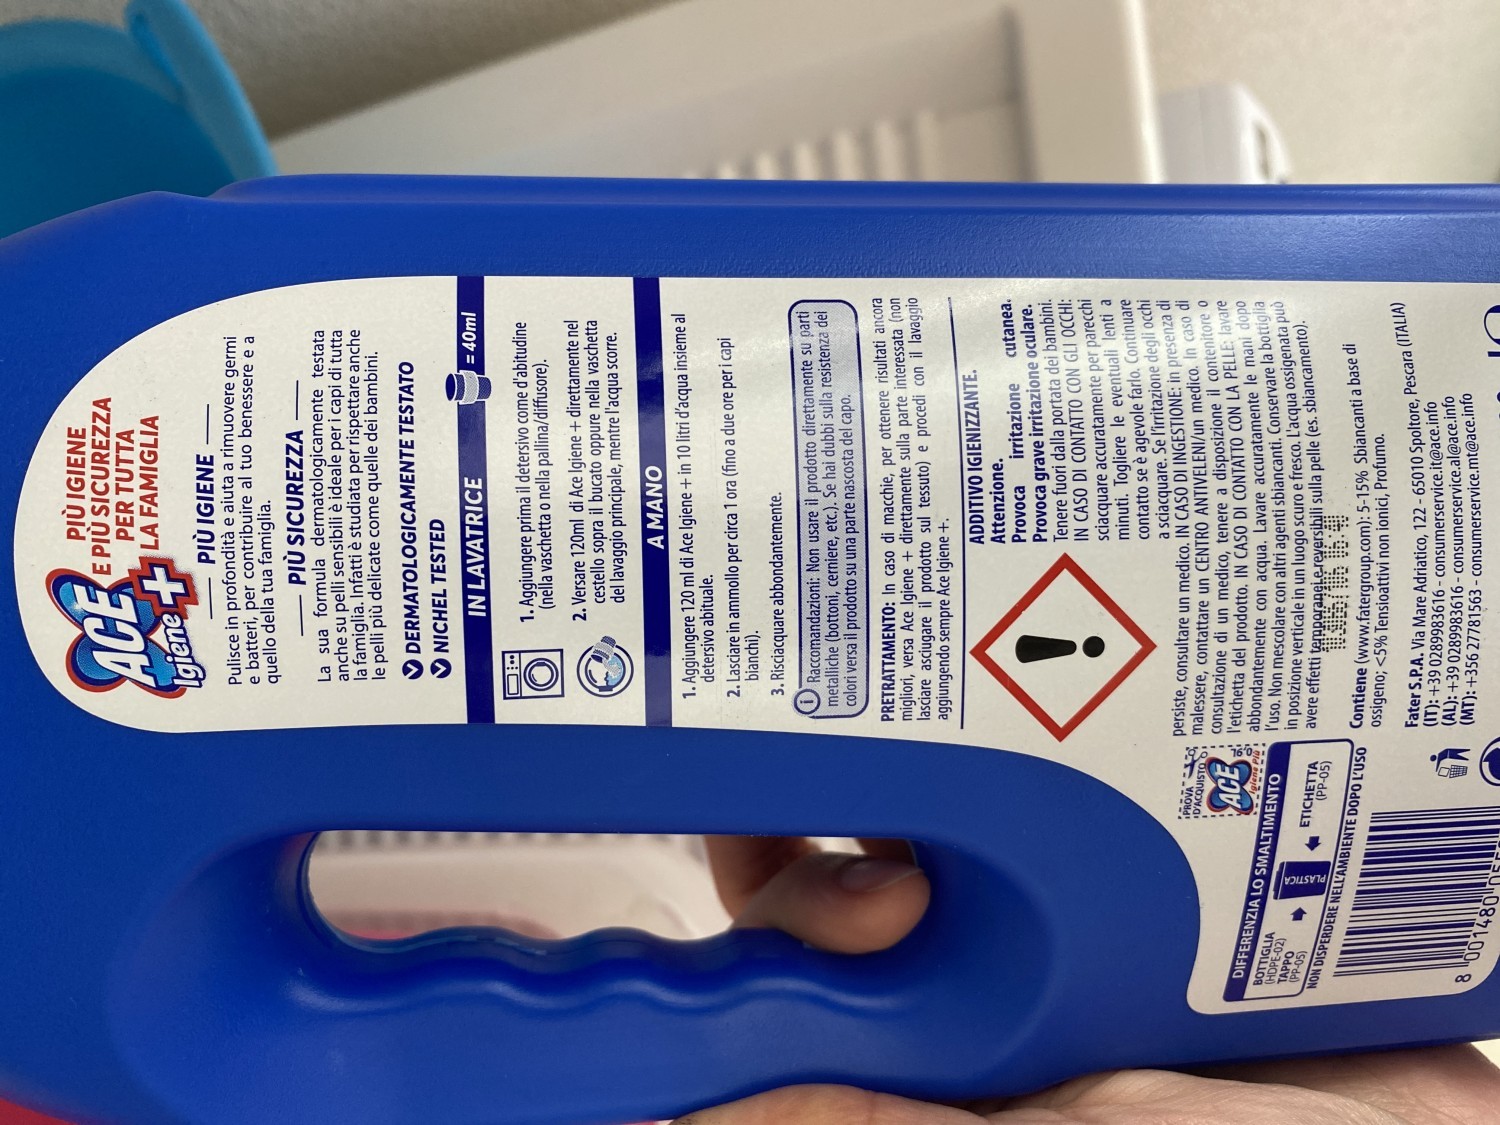 ACE
Igiene+
PIÙ IGIENE
E PIÙ SICUREZZA
PER TUTTA
LA FAMIGLIA
PIÙ IGIENE
Pulisce in profondità e aiuta a rimuovere germi
e batteri, per contribuire al tuo benessere e a
quello della tua famiglia.
PIÙ SICUREZZA
La sua formula dermatologicamente testata
anche su pelli sensibili è ideale per i capi di tutta
la famiglia. Infatti è studiata per rispettare anche
le pelli più delicate come quelle dei bambini.
DERMATOLOGICAMENTE TESTATO
NICHEL TESTED
IN LAVATRICE
= 40ml
1. Aggiungere prima il detersivo come d'abitudine
(nella vaschetta o nella pallina/diffusore).
2. Versare 120ml di Ace Igiene + direttamente nel
cestello sopra il bucato oppure nella vaschetta
del lavaggio principale, mentre l'acqua scorre.
A MANO
1. Aggiungere 120 ml di Ace Igiene + in 10 litri d'acqua insieme al
detersivo abituale.
2. Lasciare in ammollo per circa 1 ora (fino a due ore per i capi
bianchi).
3. Risciacquare abbondantemente.
i Raccomandazioni: Non usare il prodotto direttamente su parti
metalliche (bottoni, cerniere, etc.). Se hai dubbi sulla resistenza dei
colori versa il prodotto su una parte nascosta del capo.
PRETRATTAMENTO: In caso di macchie, per ottenere risultati ancora
migliori, versa Ace Igiene + direttamente sulla parte interessata (non
lasciare asciugare il prodotto sul tessuto) e procedi con il lavaggio
aggiungendo sempre Ace Igiene +.
ADDITIVO IGIENIZZANTE.
Attenzione.
Provoca irritazione cutanea.
Provoca grave irritazione oculare.
Tenere fuori dalla portata dei bambini.
IN CASO DI CONTATTO CON GLI OCCHI:
sciacquare accuratamente per parecchi
minuti. Togliere le eventuali lenti a
contatto se è agevole farlo. Continuare
a sciacquare. Se l'irritazione degli occhi
persiste, consultare un medico. IN CASO DI INGESTIONE: in presenza di
malessere, contattare un CENTRO ANTIVELENI/un medico. In caso di
consultazione di un medico, tenere a disposizione il contenitore o
l'etichetta del prodotto. IN CASO DI CONTATTO CON LA PELLE: lavare
abbondantemente con acqua. Lavare accuratamente le mani dopo
l'uso. Non mescolare con altri agenti sbiancanti. Conservare la bottiglia
in posizione verticale in un luogo scuro e fresco. L'acqua ossigenata può
avere effetti temporanei e reversibili sulla pelle (es. sbiancamento).
Contiene (www.fatergroup.com): 5-15% Sbiancanti a base di
ossigeno; <5% Tensioattivi non ionici, Profumo.
Fater S.P.A. VIa Mare Adriatico, 122 - 65010 Spoltore, Pescara (ITALIA)
(IT): +39 0289983616 - consumerservice.it@ace.info
(AL): +39 0289983616 - consumerservice.al@ace.info
(MT): +356 277781563 - consumerservice.mt@ace.info
PROVA
D'ACQUISTO
ACE
Igiene Più
DIFFERENZIA LO SMALTIMENTO
BOTTIGLIA
(HDPE-02)
TAPPO
(PP-05)
PLASTICA
ETICHETTA
(PP-05)
NON DISPERDERE NELL'AMBIENTE DOPO L'USO
8 001480